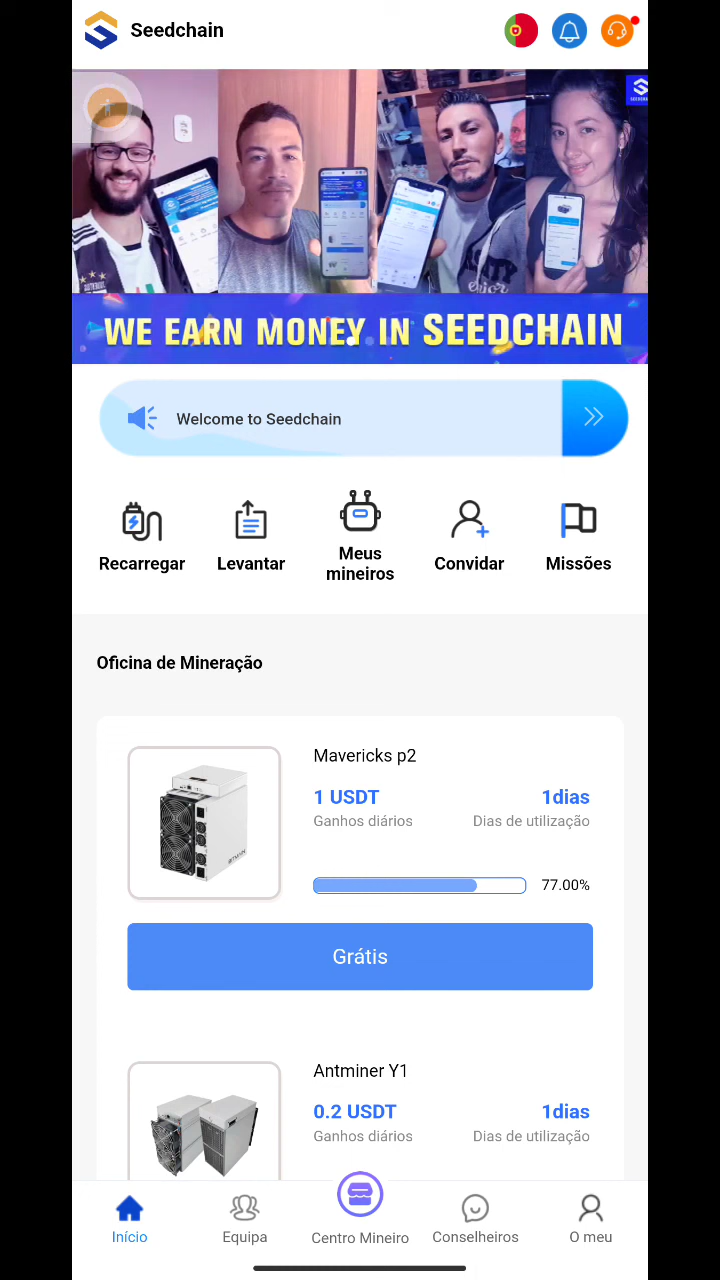 Seedchain
WE EARN MONEY IN SEEDCHAIN
Welcome to Seedchain
Recarregar
Levantar
Meus
mineiros
Convidar
Missões
Oficina de Mineração
Mavericks p2
1 USDT
1dias
Ganhos diários
Dias de utilização
77.00%
Grátis
Antminer Y1
0.2 USDT
1dias
Ganhos diários
Dias de utilização
Início
Equipa
Centro Mineiro
Conselheiros
O meu